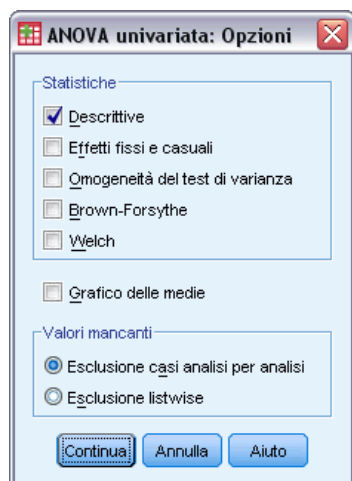 ANOVA univariata: Opzioni
Statistiche
Descrittive
Effetti fissi e casuali
Omogeneità del test di varianza
Brown-Forsythe
Welch
Grafico delle medie
Valori mancanti
Esclusione casi analisi per analisi
Esclusione listwise
Continua Annulla Aiuto